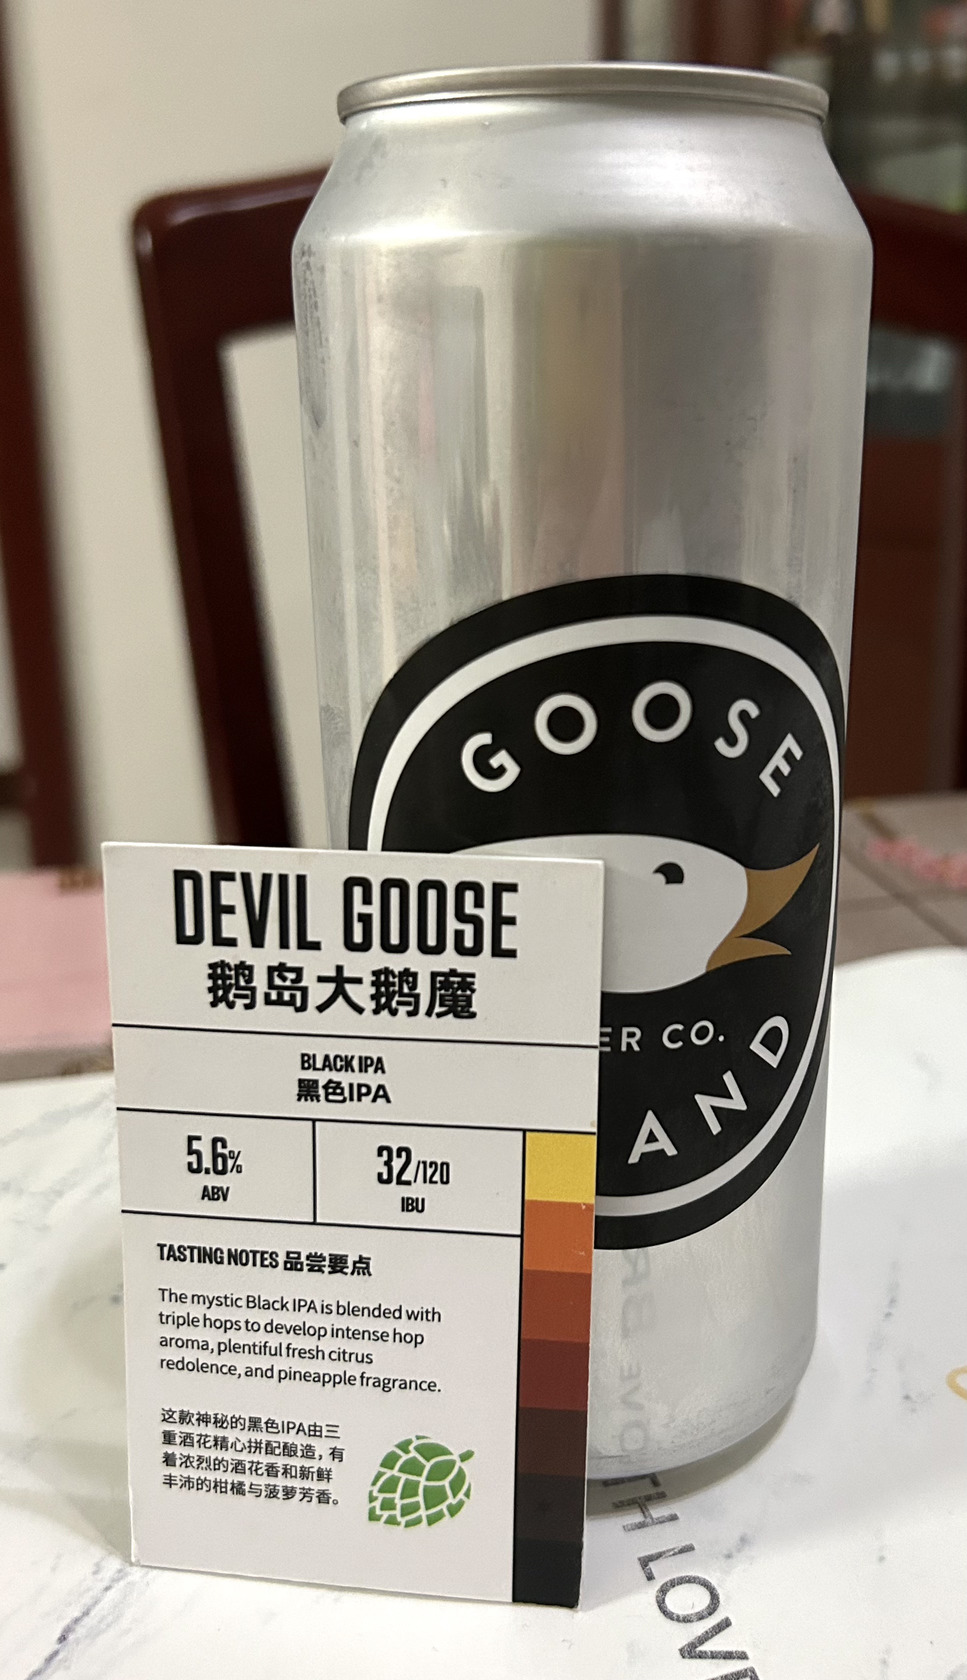 GOOSE
ER CO.
AND
DEVIL GOOSE
鹅岛大鹅魔
BLACK IPA
黑色IPA
5.6%
ABV
32/120
IBU
TASTING NOTES 品尝要点
The mystic Black IPA is blended with
triple hops to develop intense hop
aroma, plentiful fresh citrus
redolence, and pineapple fragrance.
这款神秘的黑色IPA由三
重酒花精心拼配酿造，有
着浓烈的酒花香和新鲜
丰沛的柑橘与菠萝芳香。
TH LOVE